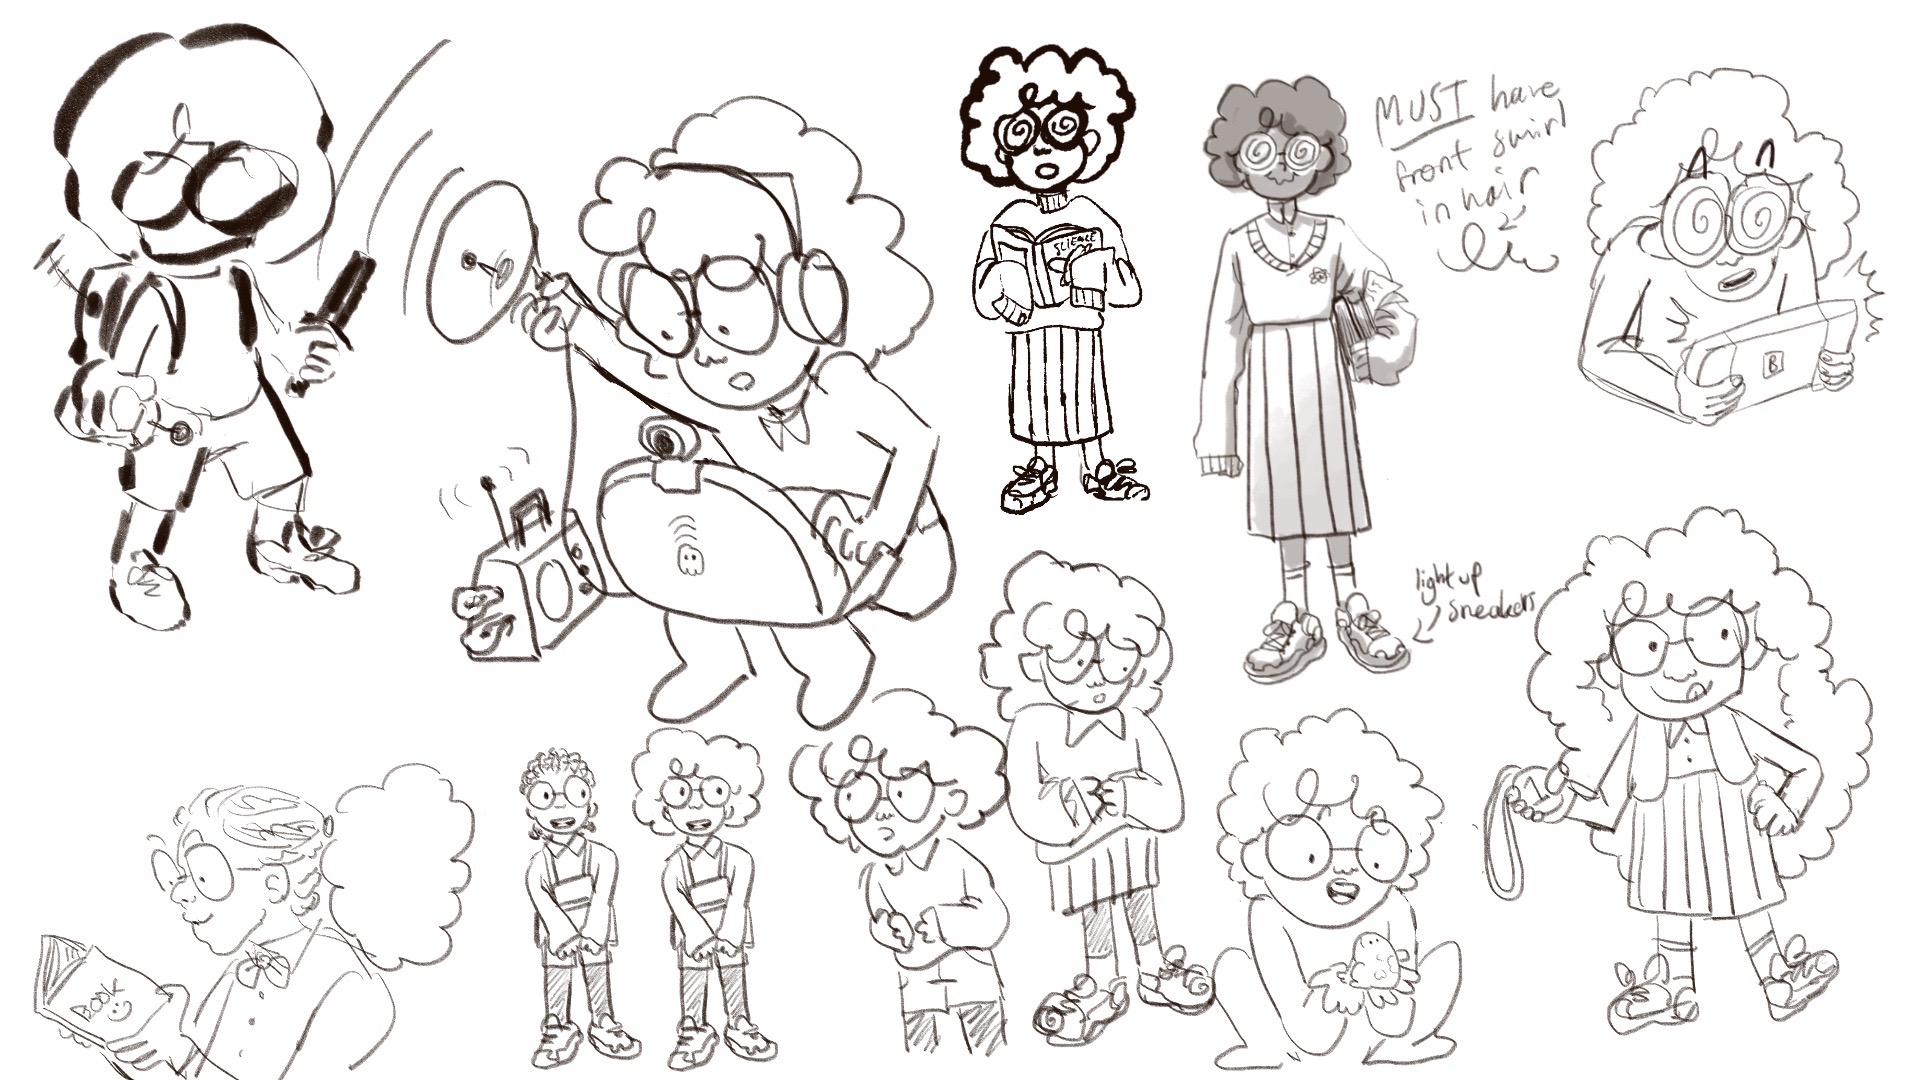 SCIENCE
MUST have
front swirl
in hair
B
light up
sneakers
BOOK